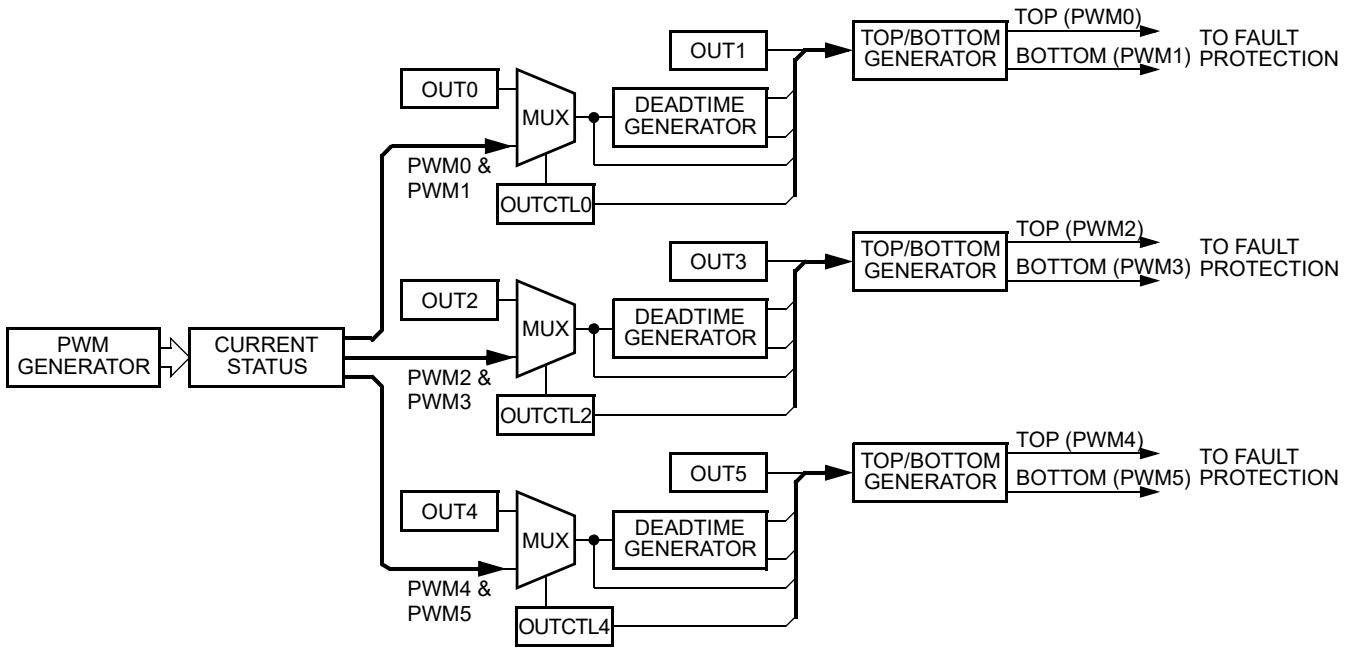 TOP (PWM0)
OUT1
TOP/BOTTOM
GENERATOR
BOTTOM (PWM1)
TO FAULT
PROTECTION
OUT0
MUX
DEADTIME
GENERATOR
PWM0 &
PWM1
OUTCTL0
TOP (PWM2)
OUT3
TOP/BOTTOM
GENERATOR
BOTTOM (PWM3)
TO FAULT
PROTECTION
OUT2
MUX
DEADTIME
GENERATOR
PWM
GENERATOR
CURRENT
STATUS
PWM2 &
PWM3
OUTCTL2
TOP (PWM4)
OUT5
TOP/BOTTOM
GENERATOR
BOTTOM (PWM5)
TO FAULT
PROTECTION
OUT4
MUX
DEADTIME
GENERATOR
PWM4 &
PWM5
OUTCTL4